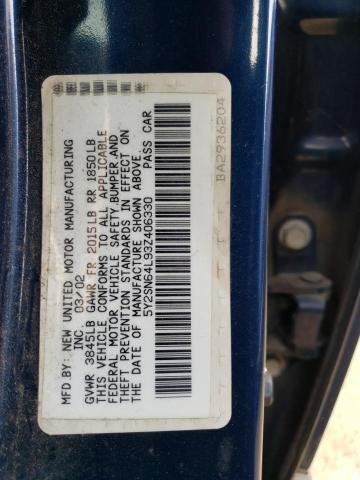 MFD.BY: NEW UNITED MOTOR MANUFACTURING
INC. 03/02
GVWR 3845LB GAWR FR 2015LB RR 1850LB
THIS VEHICLE CONFORMS TO ALL APPLICABLE
FEDERAL MOTOR VEHICLE SAFETY BUMPER,AND
THEFT PREVENTION STANDARDS IN EFFECT ON
THE DATE OF MANUFACTURE SHOWN ABOVE.
5Y2SN64L93Z406330 PASS CAR
BA2936204